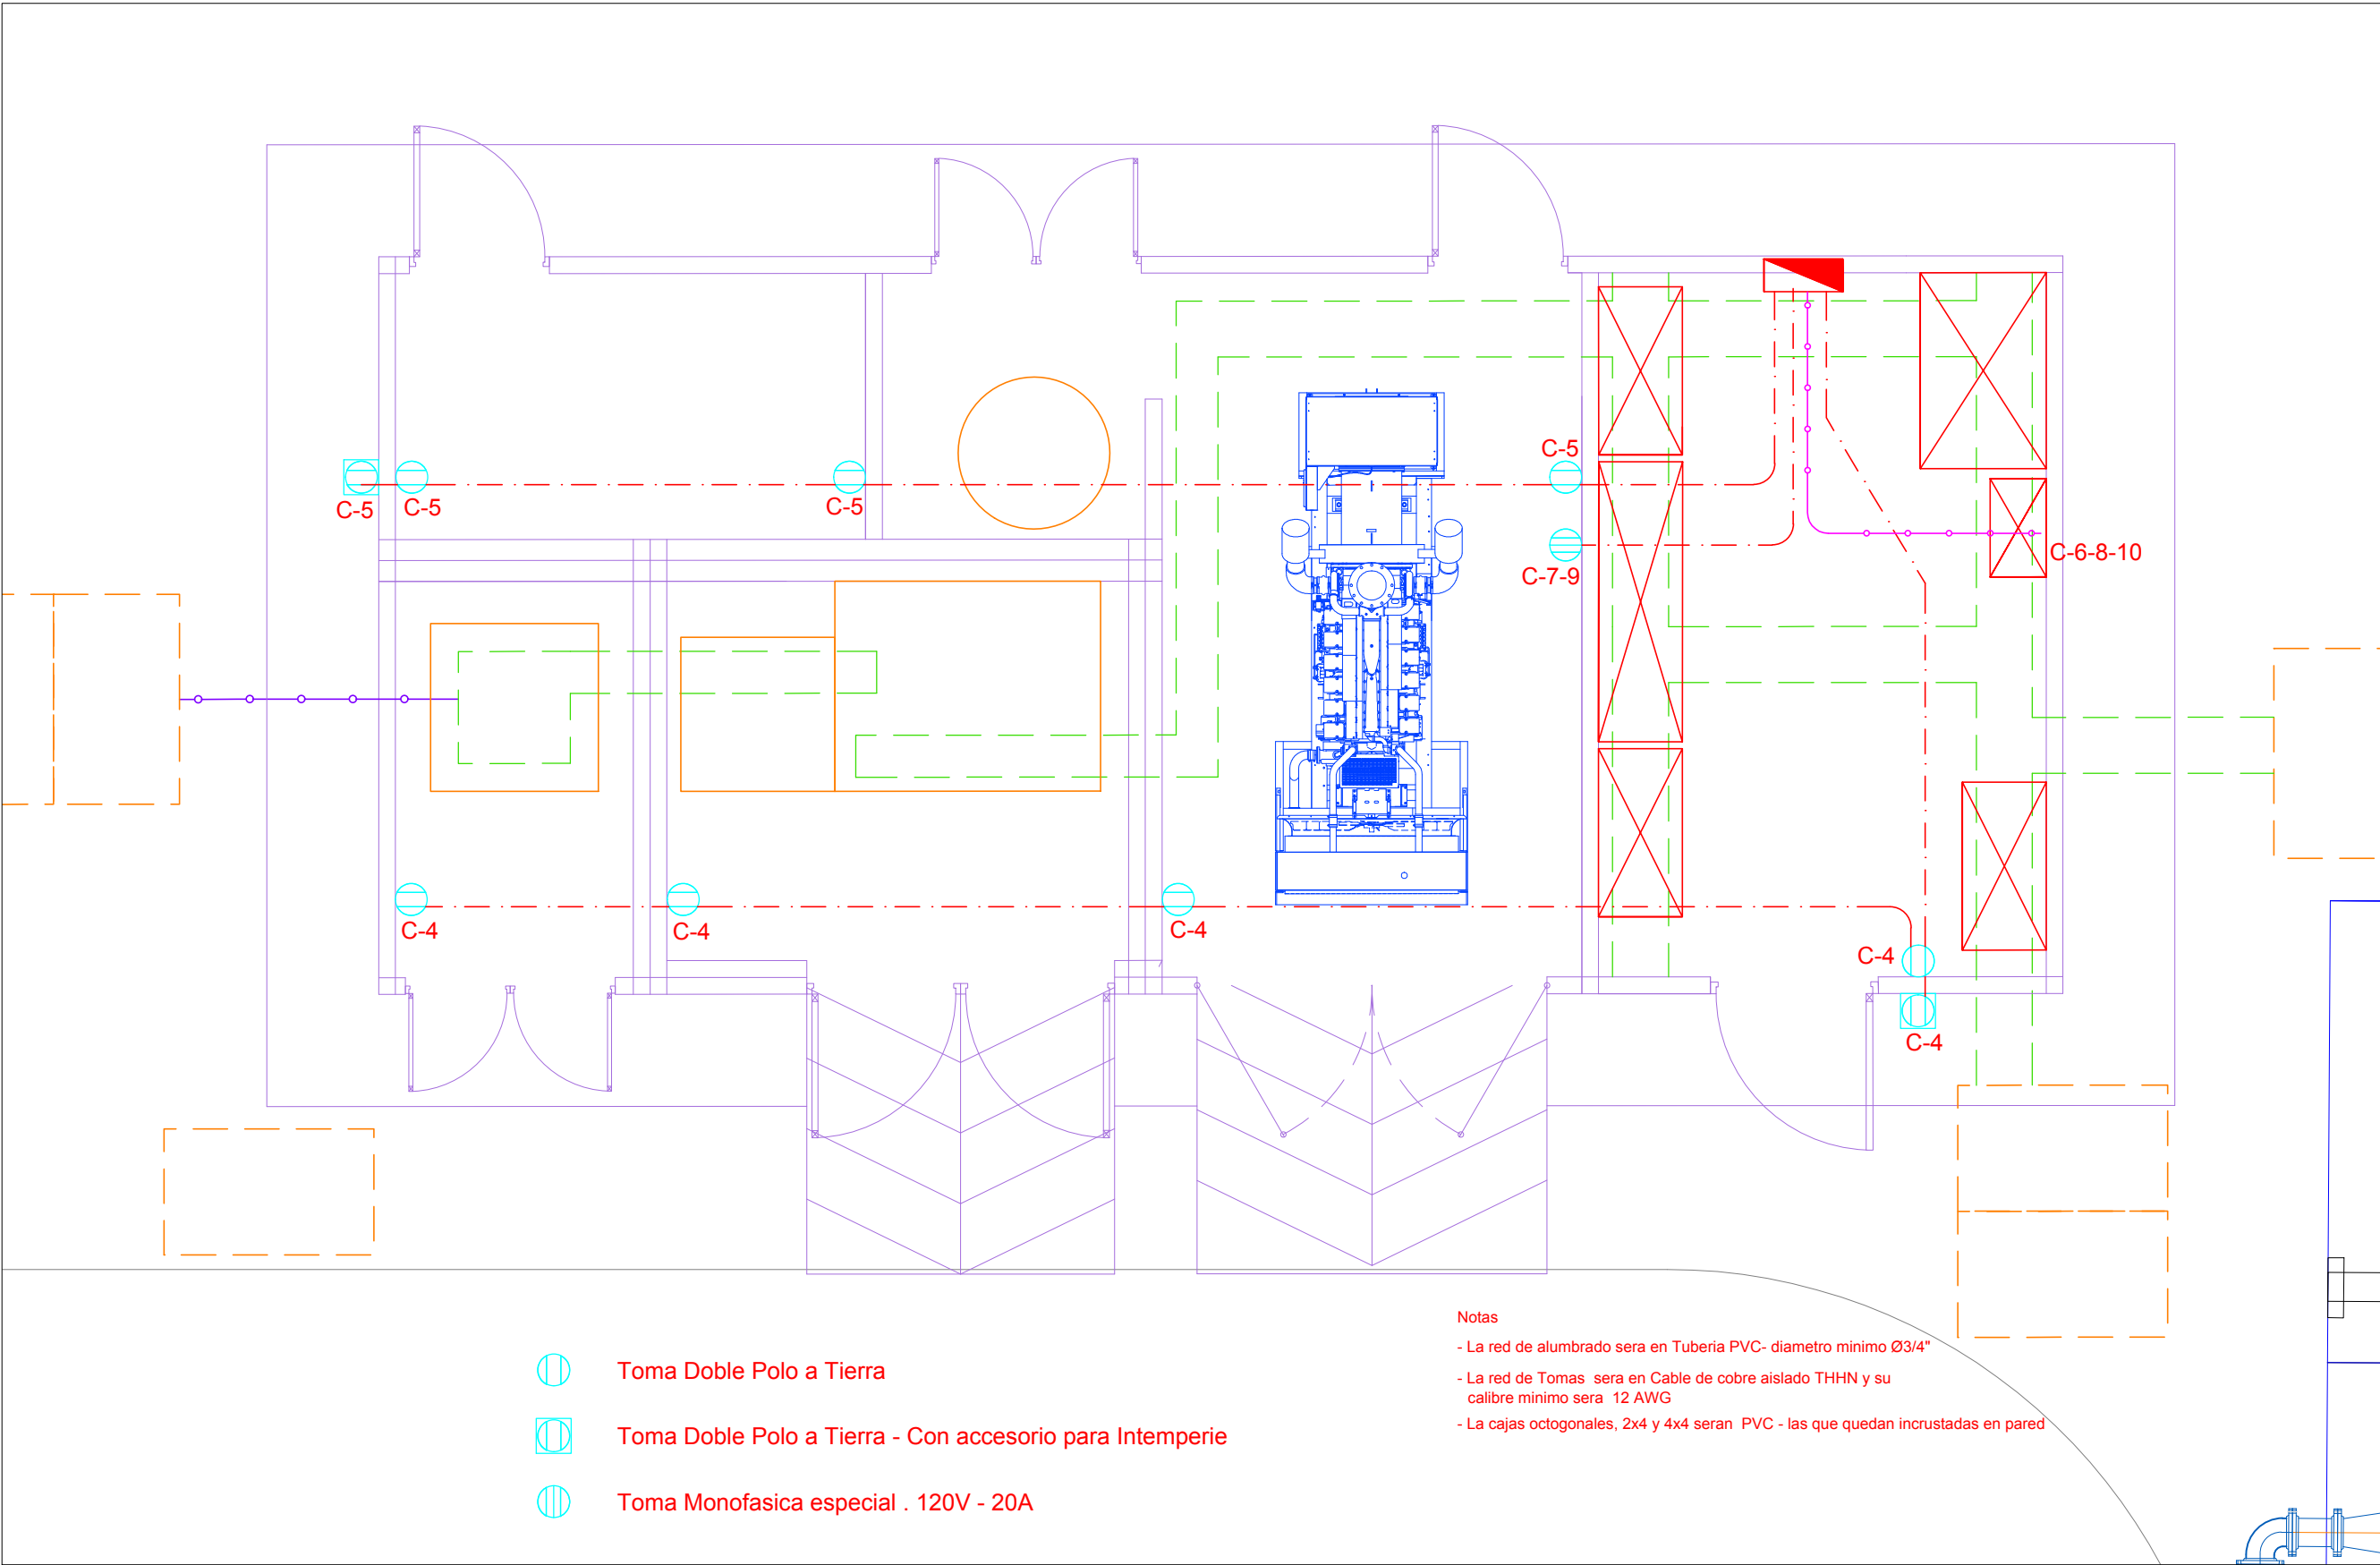 C-5
C-5
C-5
C-5
C-7-9
C-6-8-10
C-4
C-4
C-4
C-4
C-4
Notas
- La red de alumbrado sera en Tuberia PVC- diametro minimo Ø3/4"
- La red de Tomas sera en Cable de cobre aislado THHN y su
calibre minimo sera 12 AWG
- La cajas octogonales, 2x4 y 4x4 seran PVC - las que quedan incrustadas en pared
Toma Doble Polo a Tierra
Toma Doble Polo a Tierra - Con accesorio para Intemperie
Toma Monofasica especial . 120V - 20A